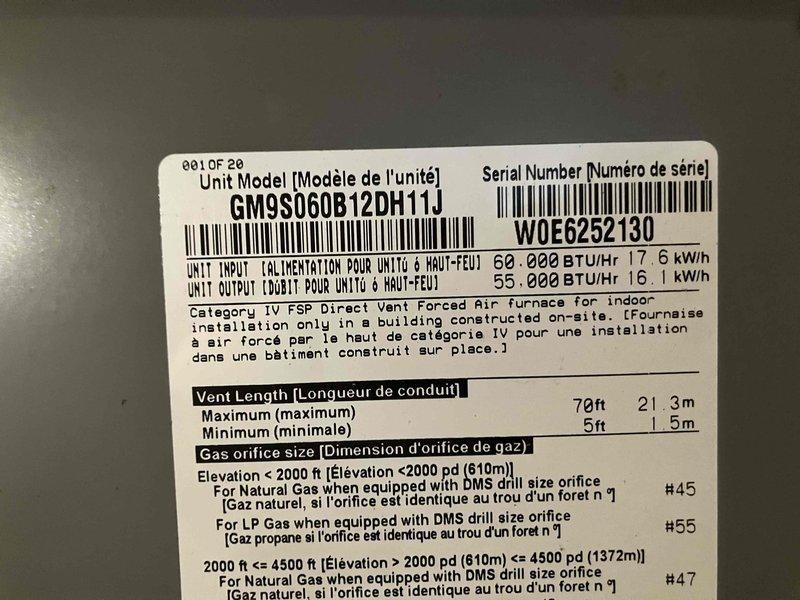 001 OF 20
Unit Model [Modèle de l'unité]
Serial Number [Numéro de série]
GM9S060B12DH11J
W0E6252130
UNIT INPUT [ALIMENTATION POUR UNITú ó HAUT-FEU] 60.000 BTU/Hr 17.6 kW/h
UNIT OUTPUT [DúBIT POUR UNITú ó HAUT-FEU] 55.000 BTU/Hr 16.1 kW/h
Category IV FSP Direct Vent Forced Air furnace for indoor
installation only in a building constructed on-site. [Fournaise
à air forcé par le haut de catégorie IV pour une installation
dans une bàtiment construit sur place.]
Vent Length [Longueur de conduit]
Maximum (maximum) 70ft 21.3m
Minimum (minimale) 5ft 1.5m
Gas orifice size [Dimension d'orifice de gaz)
Elevation < 2000 ft [Élévation <2000 pd (610m)]
For Natural Gas when equipped with DMS drill size orifice
[Gaz naturel, si l'orifice est identique au trou d'un foret n º] #45
For LP Gas when equipped with DMS drill size orifice
[Gaz propane si l'orifice est identique au trou d'un foret n º] #55
2000 ft <= 4500 ft [Élévation > 2000 pd (610m) <= 4500 pd (1372m)]
For Natural Gas when equipped with DMS drill size orifice
[Gaz naturel, si l'orifice est identique au trou d'un foret n º] #47